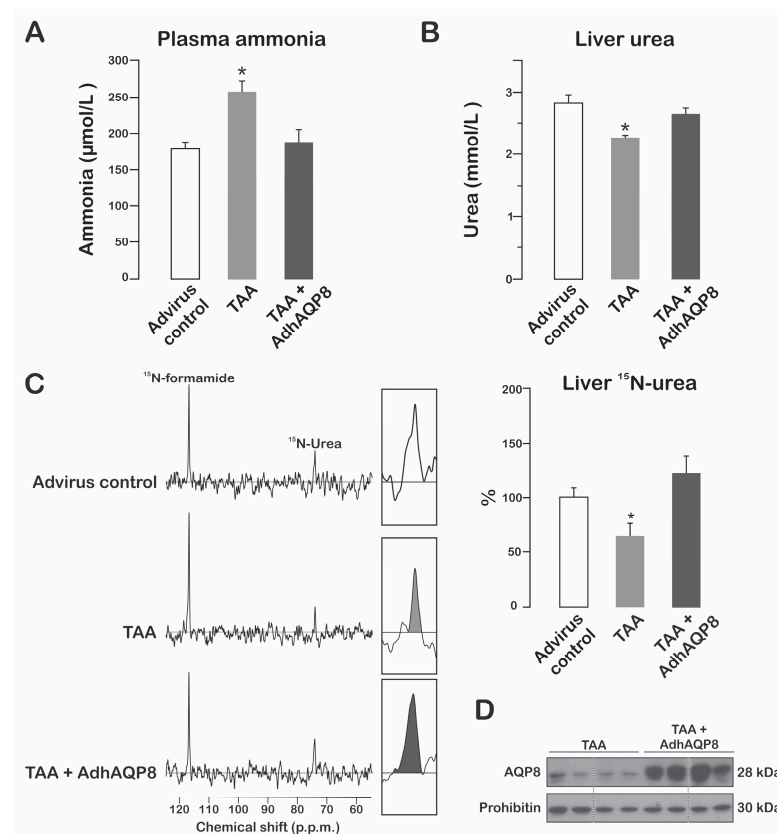 A
Plasma ammonia
Ammonia (µmol/L )
300
250
200
150
100
50
0
*
Advirus
control
TAA
TAA +
AdhAQP8
B
Liver urea
Urea (mmol/L )
3
2
1
0
*
Advirus
control
TAA
TAA +
AdhAQP8
C
¹⁵N-formamide
¹⁵N-Urea
Advirus control
TAA
TAA + AdhAQP8
120 110 100 90 80 70 60
Chemical shift (p.p.m.)
Liver ¹⁵N-urea
%
200
150
100
50
0
*
Advirus
control
TAA
TAA +
AdhAQP8
D
TAA
TAA +
AdhAQP8
AQP8 28 kDa
Prohibitin 30 kDa